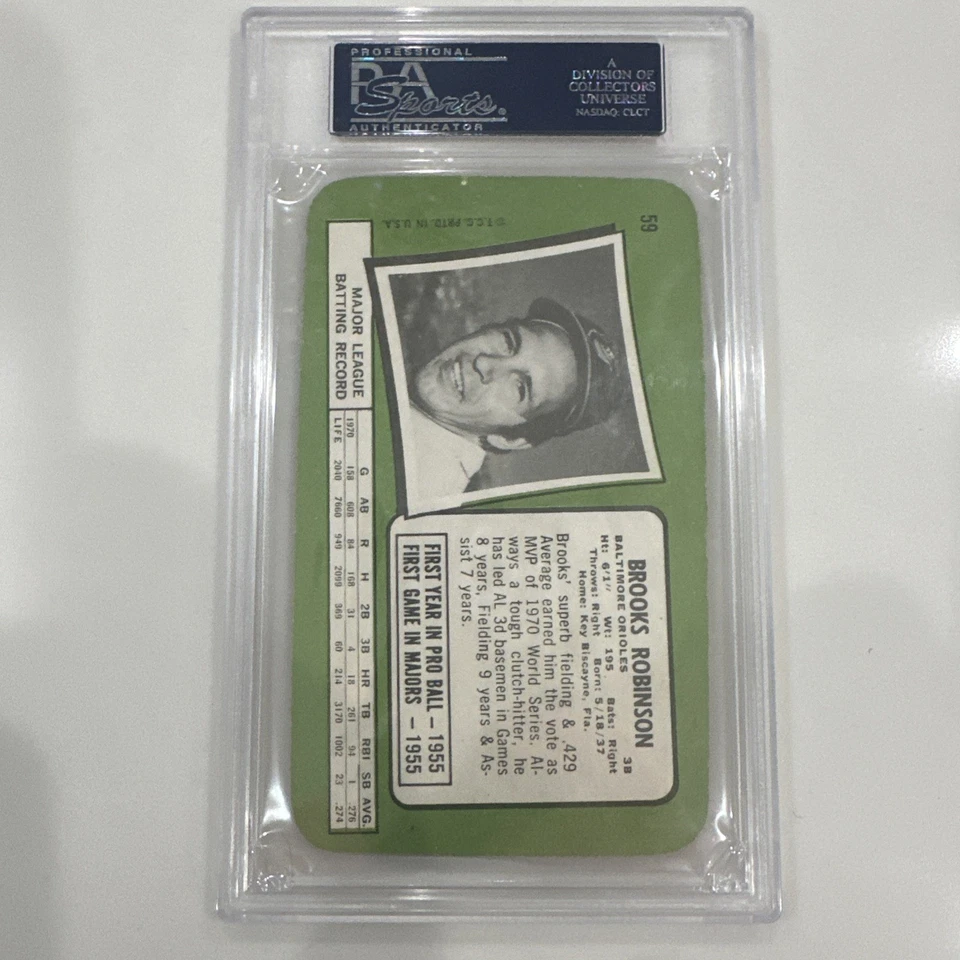 PROFESSIONAL
PSA
Sports®
AUTHENTICATOR
A
DIVISION OF
COLLECTORS
UNIVERSE
NASDAQ: CLCT
59
© T.C.G. PRTD. IN U.S.A.
BROOKS ROBINSON 3B
BALTIMORE ORIOLES
Ht: 6'1" Wt: 195 Bats: Right
Throws: Right Born: 5/18/37
Home: Key Biscayne, Fla.
Brooks' superb fielding & .429
Average earned him the vote as
MVP of 1970 World Series. Al-
ways a tough clutch-hitter, he
has led AL 3d basemen in Games
8 years, Fielding 9 years & As-
sist 7 years.
FIRST YEAR IN PRO BALL – 1955
FIRST GAME IN MAJORS – 1955
MAJOR LEAGUE
BATTING RECORD
G AB R H 2B 3B HR TB RBI SB AVG.
1970 158 608 84 168 31 4 18 261 94 1 .276
LIFE 2040 7660 949 2099 369 60 214 3170 1002 23 .274